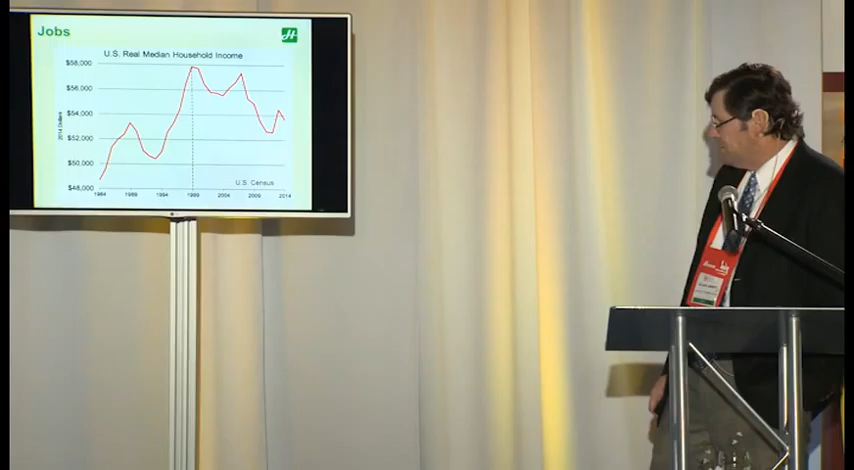 Jobs
H
U.S. Real Median Household Income
$58,000
$56,000
$54,000
$52,000
$50,000
$48,000
2014 Dollars
1984
1989
1994
1999
2004
2009
2014
U.S. Census